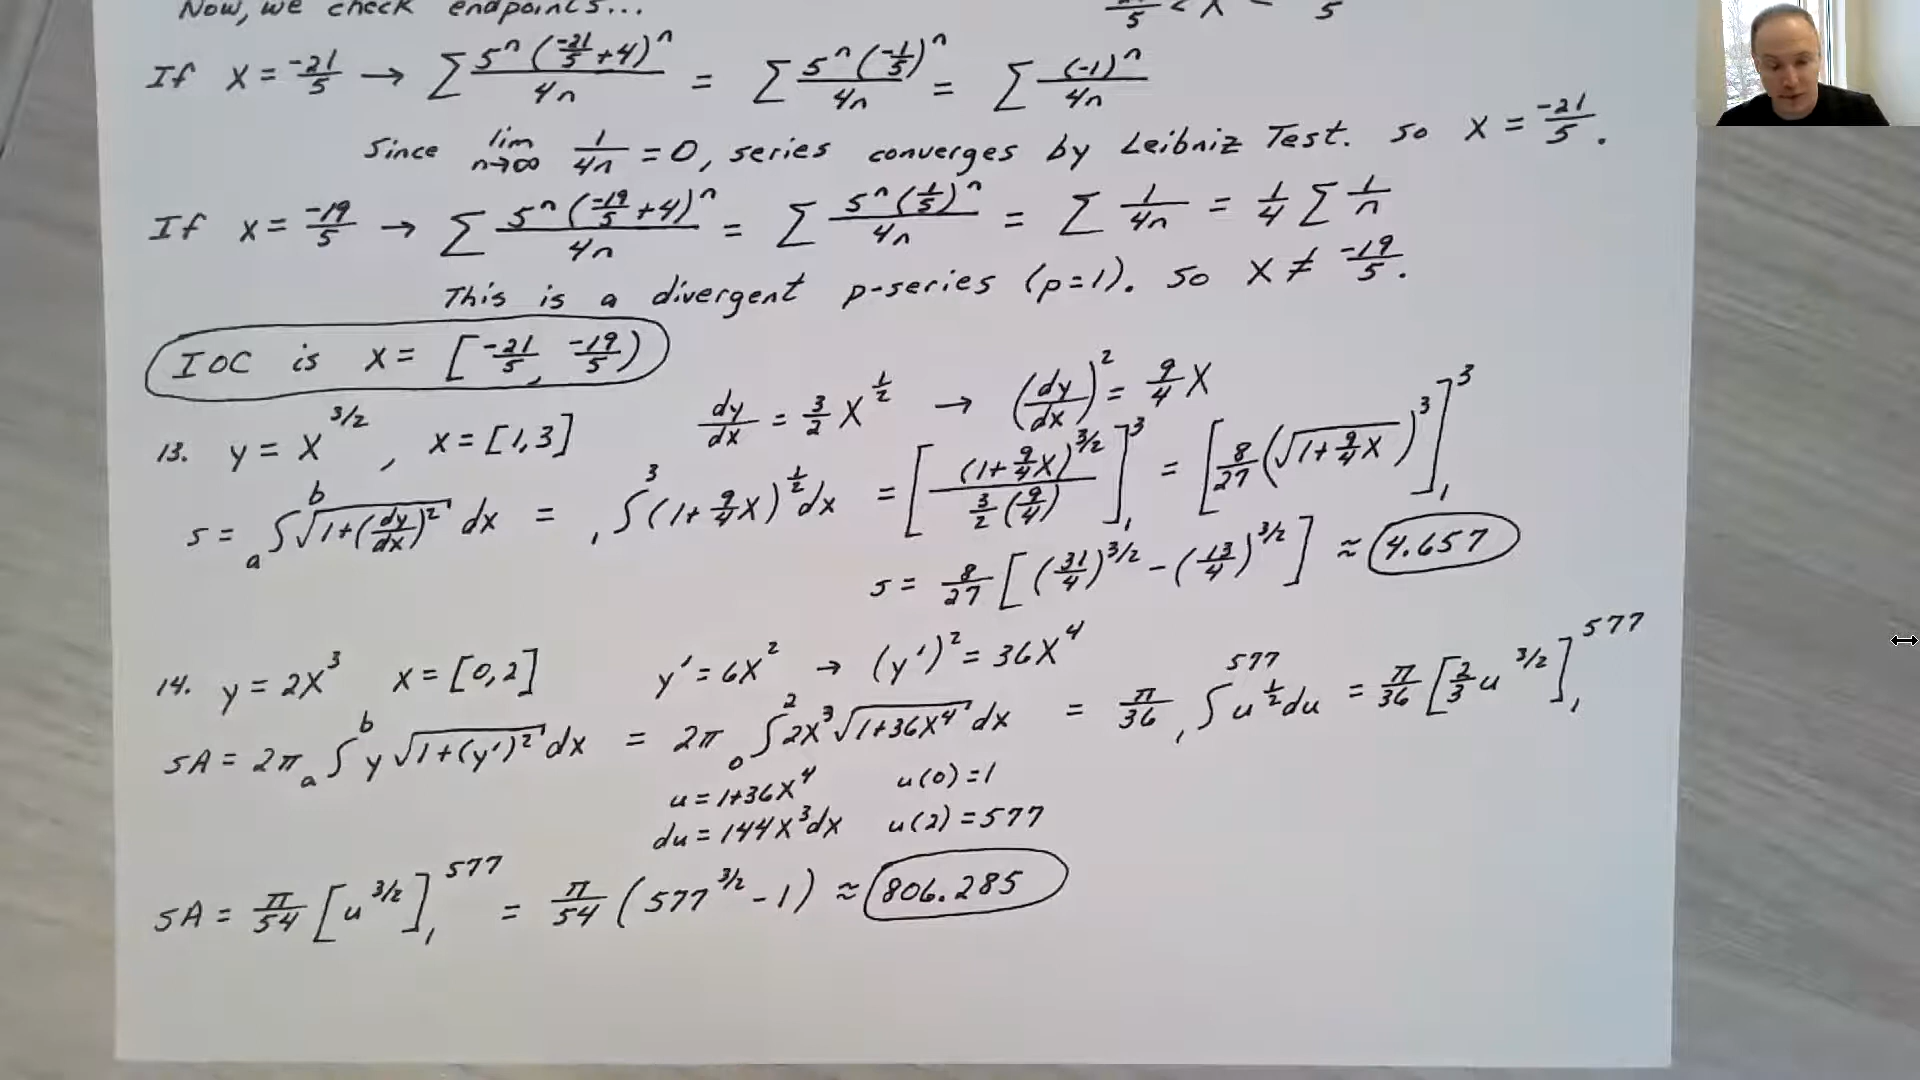 Now, we check endpoints...
If x = -21/5 → ∑ 5^n (-21/5 + 4)^n / 4n = ∑ 5^n (-1/5)^n / 4n = ∑ (-1)^n / 4n
Since lim n→∞ 1/4n = 0, series converges by Leibniz Test. so x = -21/5.
If x = -19/5 → ∑ 5^n (-19/5 + 4)^n / 4n = ∑ 5^n (1/5)^n / 4n = ∑ 1/4n = 1/4 ∑ 1/n
This is a divergent p-series (p=1). so x ≠ -19/5.
IOC is x = [-21/5, -19/5)
13. y = x^3/2, x = [1,3] dy/dx = 3/2 x^1/2 → (dy/dx)^2 = 9/4 x
s = a∫b √(1+(dy/dx)^2) dx = 1∫3 (1+9/4x)^1/2 dx = [(1+9/4x)^3/2 / 3/2(9/4)]1^3 = [8/27 (√(1+9/4x))^3]1^3
s = 8/27 [(31/4)^3/2 - (13/4)^3/2] ≈ 4.657
14. y = 2x^3 x = [0,2] y' = 6x^2 → (y')^2 = 36x^4
SA = 2π a∫b y √(1+(y')^2) dx = 2π 0∫2 2x^3 √(1+36x^4) dx = π/36 1∫577 u^1/2 du = π/36 [2/3 u^3/2]1^577
u = 1+36x^4 u(0) = 1
du = 144x^3 dx u(2) = 577
SA = π/54 [u^3/2]1^577 = π/54 (577^3/2 - 1) ≈ 806.285